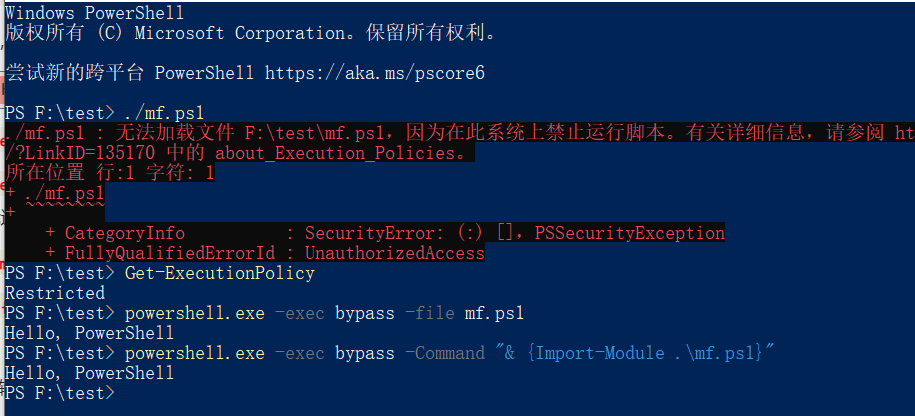 Windows PowerShell
版权所有 (C) Microsoft Corporation。保留所有权利。
尝试新的跨平台 PowerShell https://aka.ms/pscore6
PS F:\test> ./mf.ps1
./mf.ps1 : 无法加载文件 F:\test\mf.ps1，因为在此系统上禁止运行脚本。有关详细信息，请参阅 ht
/?LinkID=135170 中的 about_Execution_Policies。
所在位置 行:1 字符: 1
+ ./mf.ps1
+ ~~~~~~~~
    + CategoryInfo          : SecurityError: (:) []，PSSecurityException
    + FullyQualifiedErrorId : UnauthorizedAccess
PS F:\test> Get-ExecutionPolicy
Restricted
PS F:\test> powershell.exe -exec bypass -file mf.ps1
Hello, PowerShell
PS F:\test> powershell.exe -exec bypass -Command "& {Import-Module .\mf.ps1}"
Hello, PowerShell
PS F:\test>